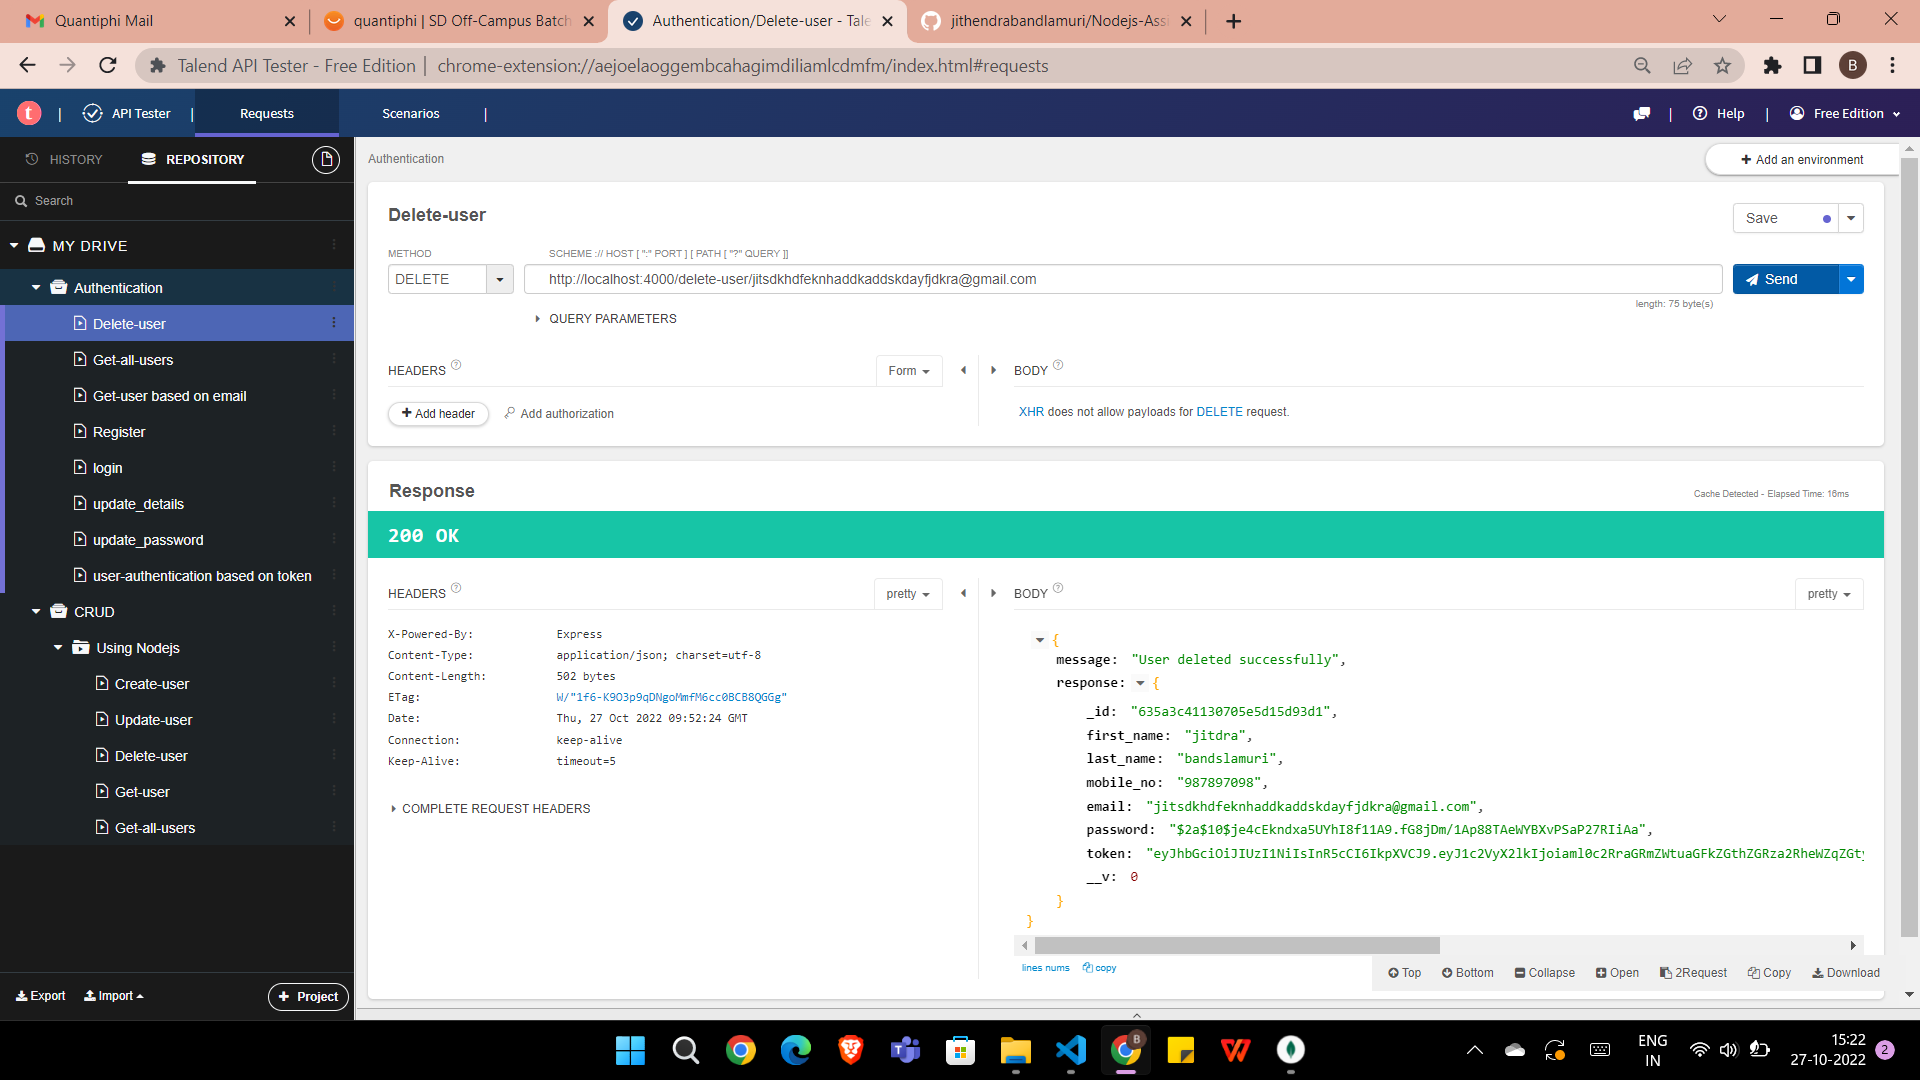 Quantiphi Mail
quantiphi | SD Off-Campus Batch
Authentication/Delete-user - Tale
jithendrabandlamuri/Nodejs-Assi
Talend API Tester - Free Edition | chrome-extension://aejoelaoggembcahagimdiliamlcdmfm/index.html#requests
B
t | API Tester | Requests Scenarios |
| Help | Free Edition
HISTORY REPOSITORY
Search
MY DRIVE
Authentication
Delete-user
Get-all-users
Get-user based on email
Register
login
update_details
update_password
user-authentication based on token
CRUD
Using Nodejs
Create-user
Update-user
Delete-user
Get-user
Get-all-users
Export Import + Project
Authentication
+ Add an environment
Delete-user
Save
METHOD
SCHEME :// HOST [ ":" PORT ] [ PATH [ "?" QUERY ]]
DELETE
http://localhost:4000/delete-user/jitsdkhdfeknhaddkaddskdayfjdkra@gmail.com
Send
length: 75 byte(s)
QUERY PARAMETERS
HEADERS ? Form
BODY ?
+ Add header Add authorization
XHR does not allow payloads for DELETE request.
Response
Cache Detected - Elapsed Time: 16ms
200 OK
HEADERS ? pretty
BODY ? pretty
X-Powered-By: Express
Content-Type: application/json; charset=utf-8
Content-Length: 502 bytes
ETag: W/"1f6-K9O3p9qDNgoMmfM6cc0BCB8QGGg"
Date: Thu, 27 Oct 2022 09:52:24 GMT
Connection: keep-alive
Keep-Alive: timeout=5
COMPLETE REQUEST HEADERS
{
message: "User deleted successfully",
response: {
_id: "635a3c41130705e5d15d93d1",
first_name: "jitdra",
last_name: "bandslamuri",
mobile_no: "987897098",
email: "jitsdkhdfeknhaddkaddskdayfjdkra@gmail.com",
password: "$2a$10$je4cEkndxa5UYhI8f11A9.fG8jDm/1Ap88TAeWYBXvPSaP27RIiAa",
token: "eyJhbGciOiJIUzI1NiIsInR5cCI6IkpXVCJ9.eyJ1c2VyX2lkIjoiaml0c2RraGRmZWtuaGFkZGthZGRza2RheWZqZGty
__v: 0
}
}
lines nums copy
Top Bottom Collapse Open 2Request Copy Download
B
ENG
IN
15:22
27-10-2022
2